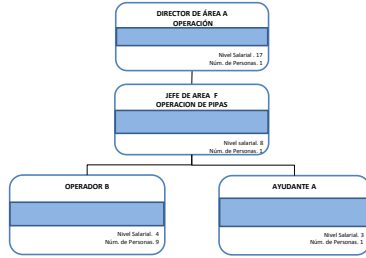 DIRECTOR DE ÁREA A
OPERACIÓN
Nivel Salarial . 17
Núm. de Personas. 1
JEFE DE AREA  F
OPERACION DE PIPAS
Nivel salarial. 8
Núm. de Personas. 1
OPERADOR B
Nivel Salarial.  4
Núm. de Personas. 9
AYUDANTE A
Nivel Salarial. 3
Núm. de Personas. 1